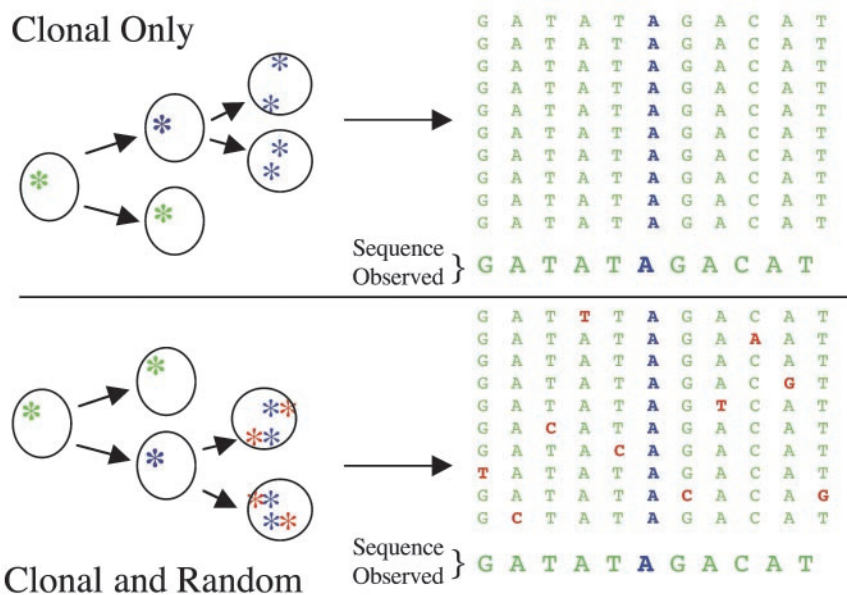 Clonal Only
G A T A T A G A C A T
G A T A T A G A C A T
G A T A T A G A C A T
G A T A T A G A C A T
G A T A T A G A C A T
G A T A T A G A C A T
G A T A T A G A C A T
G A T A T A G A C A T
G A T A T A G A C A T
G A T A T A G A C A T
Sequence
Observed } G A T A T A G A C A T
G A T T T A G A C A T
G A T A T A G A A A T
G A T A T A G A C A T
G A T A T A G A C G T
G A T A T A G T C A T
G A C A T A G A C A T
G A T A C A G A C A T
T A T A T A G A C A T
G A T A T A C A C A G
G C T A T A G A C A T
Sequence
Observed } G A T A T A G A C A T
Clonal and Random